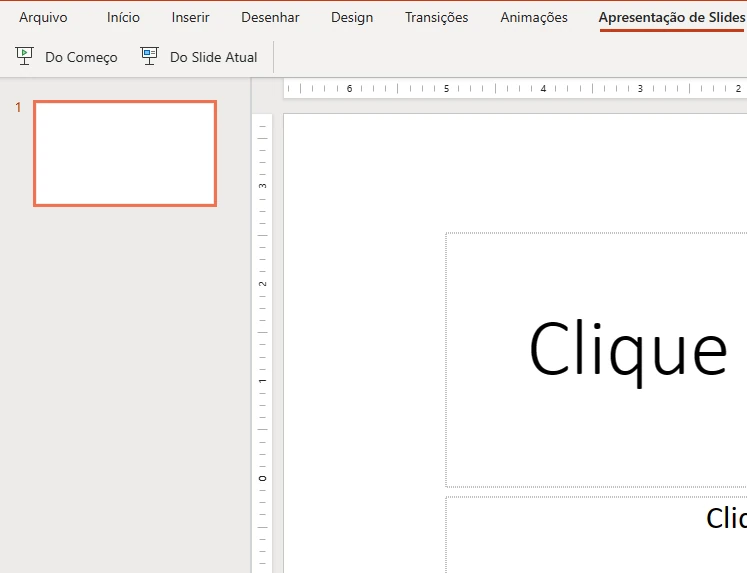 Arquivo Início Inserir Desenhar Design Transições Animações Apresentação de Slides
Do Começo Do Slide Atual
6 5 4 3 2
1
3
2
1
0
Clique
Clic